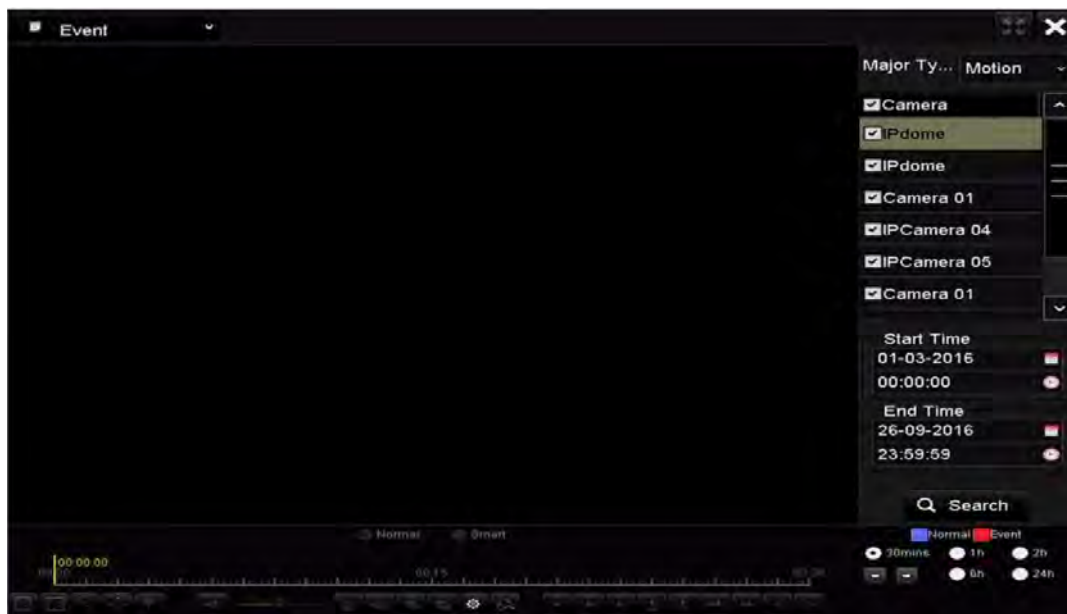 Event
Major Ty... Motion
Camera
IPdome
IPdome
Camera 01
IPCamera 04
IPCamera 05
Camera 01
Start Time
01-03-2016
00:00:00
End Time
26-09-2016
23:59:59
Search
Normal Smart
Normal Event
00:00:00
00:15
30mins 1h 2h
6h 24h